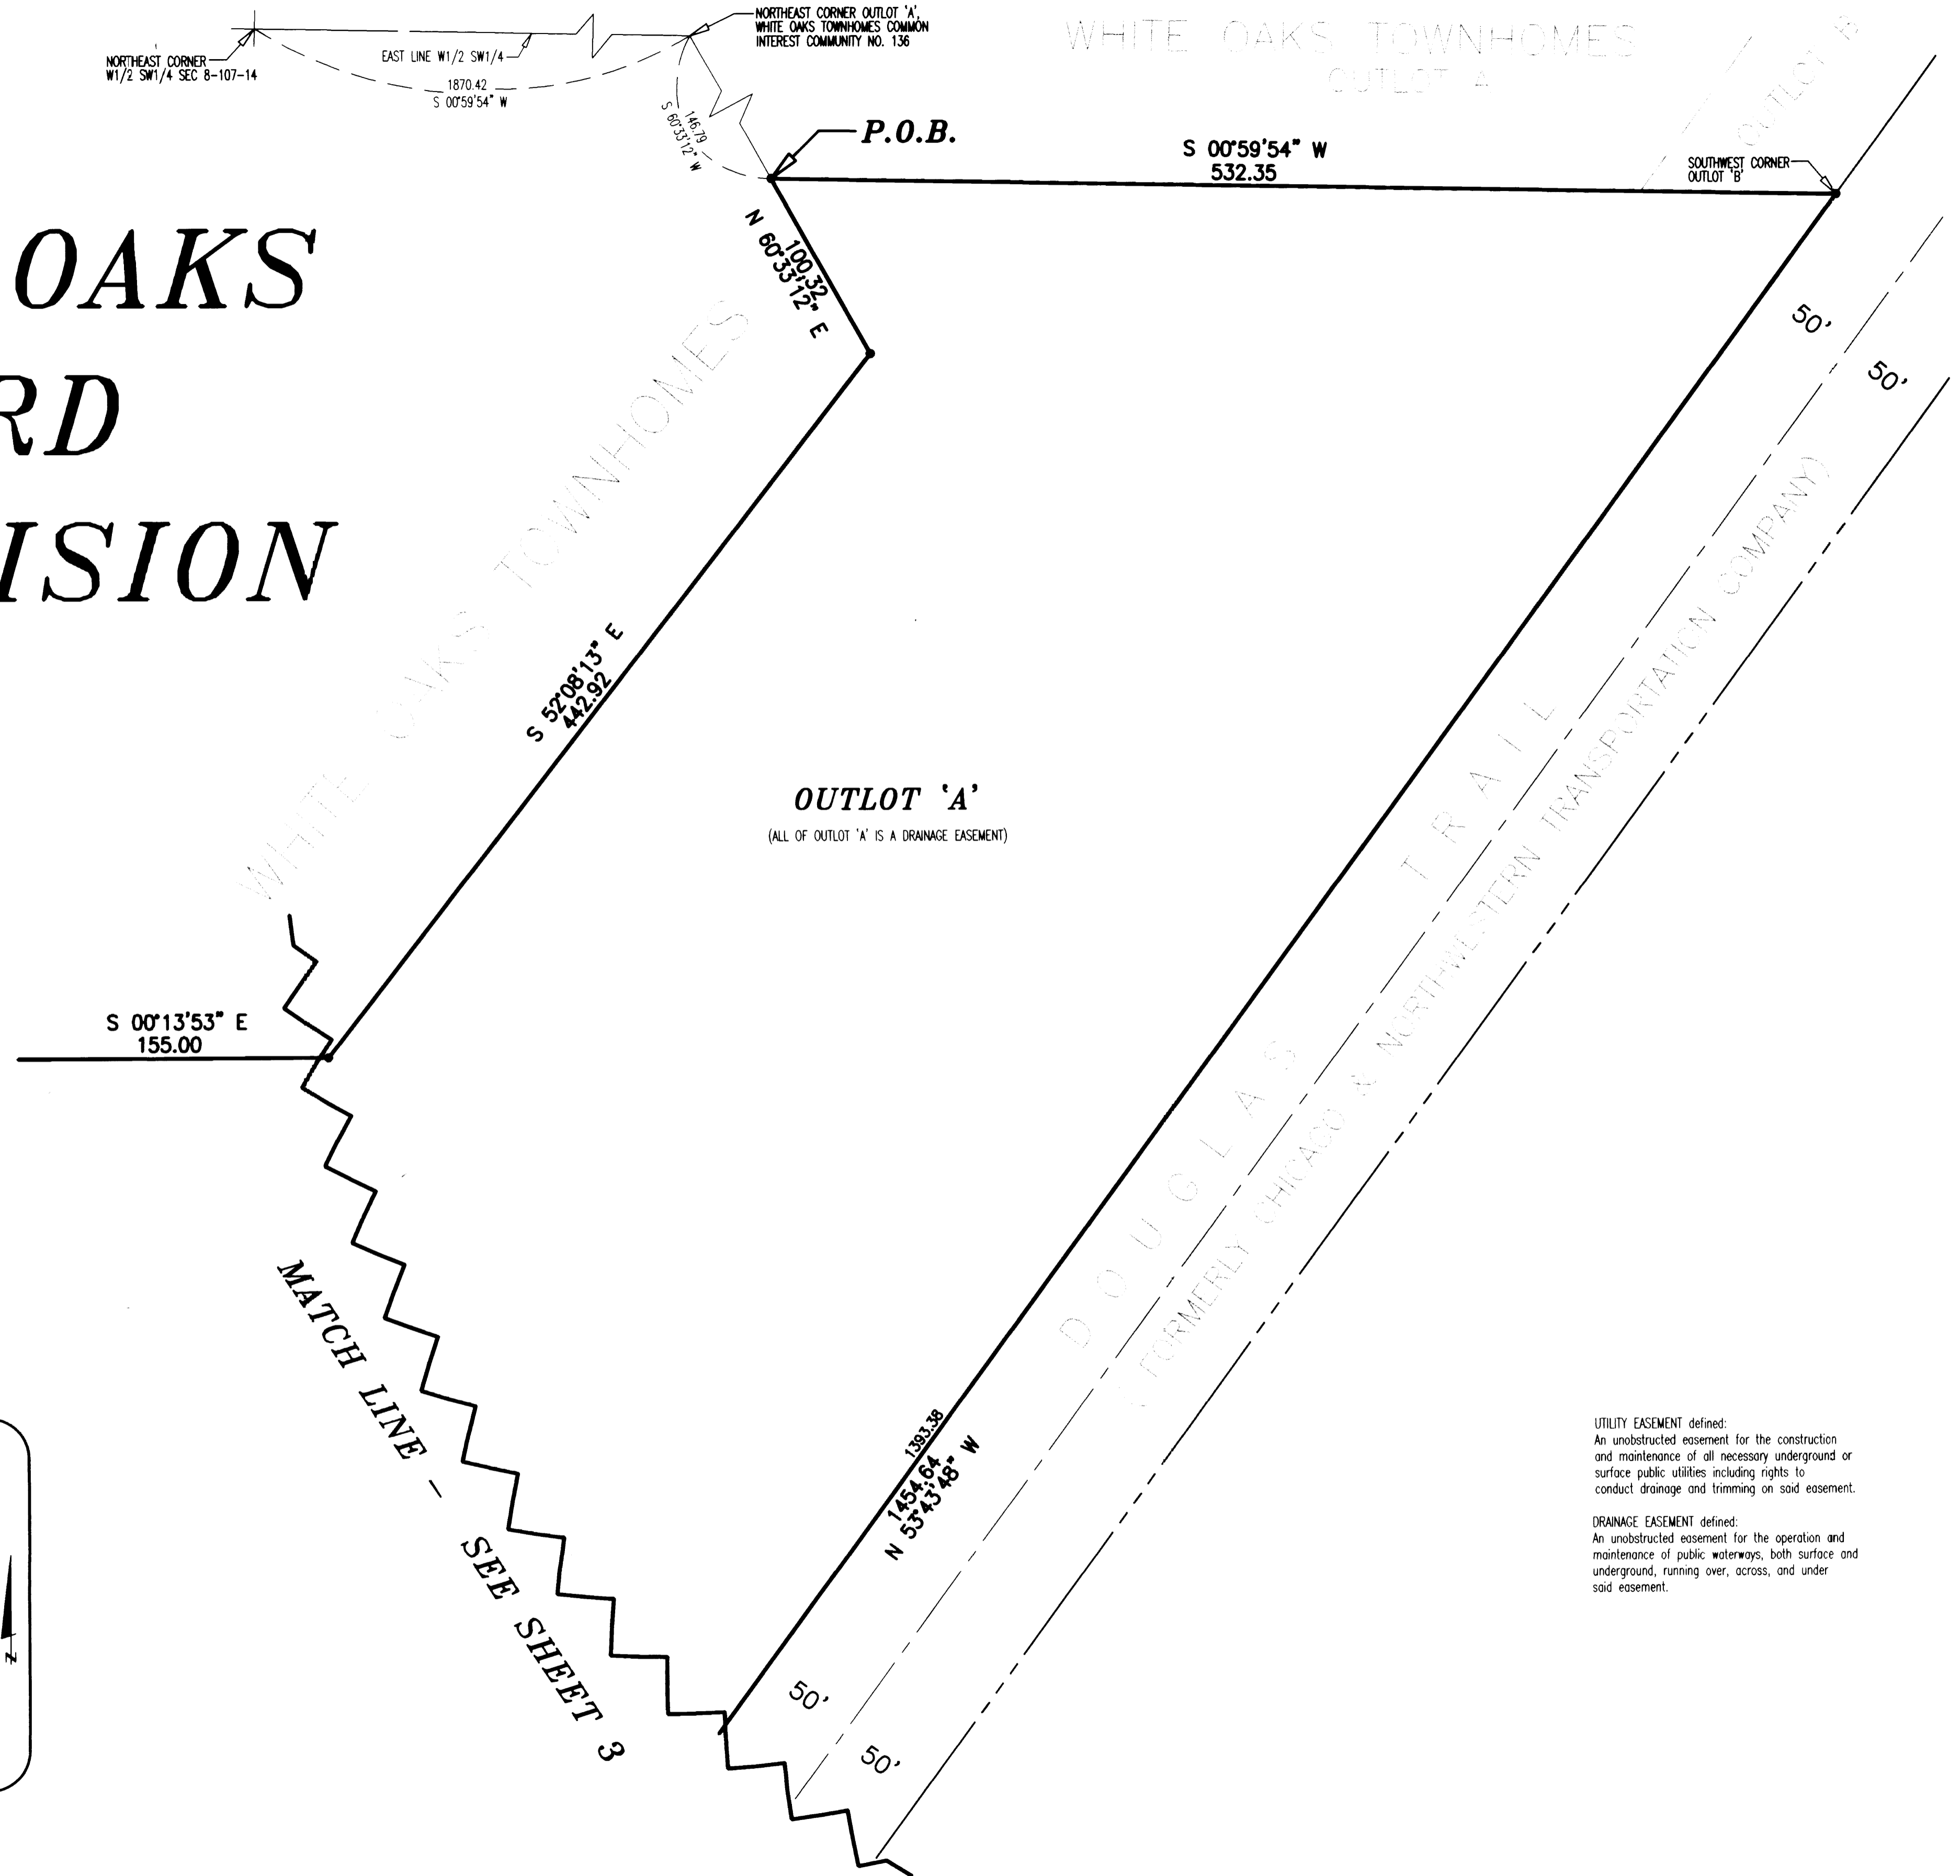 NORTHEAST CORNER
W1/2 SW1/4 SEC 8-107-14
EAST LINE W1/2 SW1/4
1870.42
S 00°59'54" W
NORTHEAST CORNER OUTLOT 'A',
WHITE OAKS TOWNHOMES COMMON
INTEREST COMMUNITY NO. 136
146.79
S 60°33'12" W
WHITE OAKS TOWNHOMES
OUTLOT A
OUTLOT B
P.O.B.
S 00°59'54" W
532.35
SOUTHWEST CORNER
OUTLOT 'B'
100.32
N 60°33'12" E
OAKS
RD
ISION
WHITE OAKS TOWNHOMES
50'
50'
S 52°08'13" E
442.92
OUTLOT 'A'
(ALL OF OUTLOT 'A' IS A DRAINAGE EASEMENT)
DOUGLAS TRAIL
(FORMERLY CHICAGO & NORTHWESTERN TRANSPORTATION COMPANY)
S 00°13'53" E
155.00
MATCH LINE - SEE SHEET 3
1393.38
1454.64
N 53°43'48" W
50'
50'
UTILITY EASEMENT defined:
An unobstructed easement for the construction
and maintenance of all necessary underground or
surface public utilities including rights to
conduct drainage and trimming on said easement.
DRAINAGE EASEMENT defined:
An unobstructed easement for the operation and
maintenance of public waterways, both surface and
underground, running over, across, and under
said easement.
N